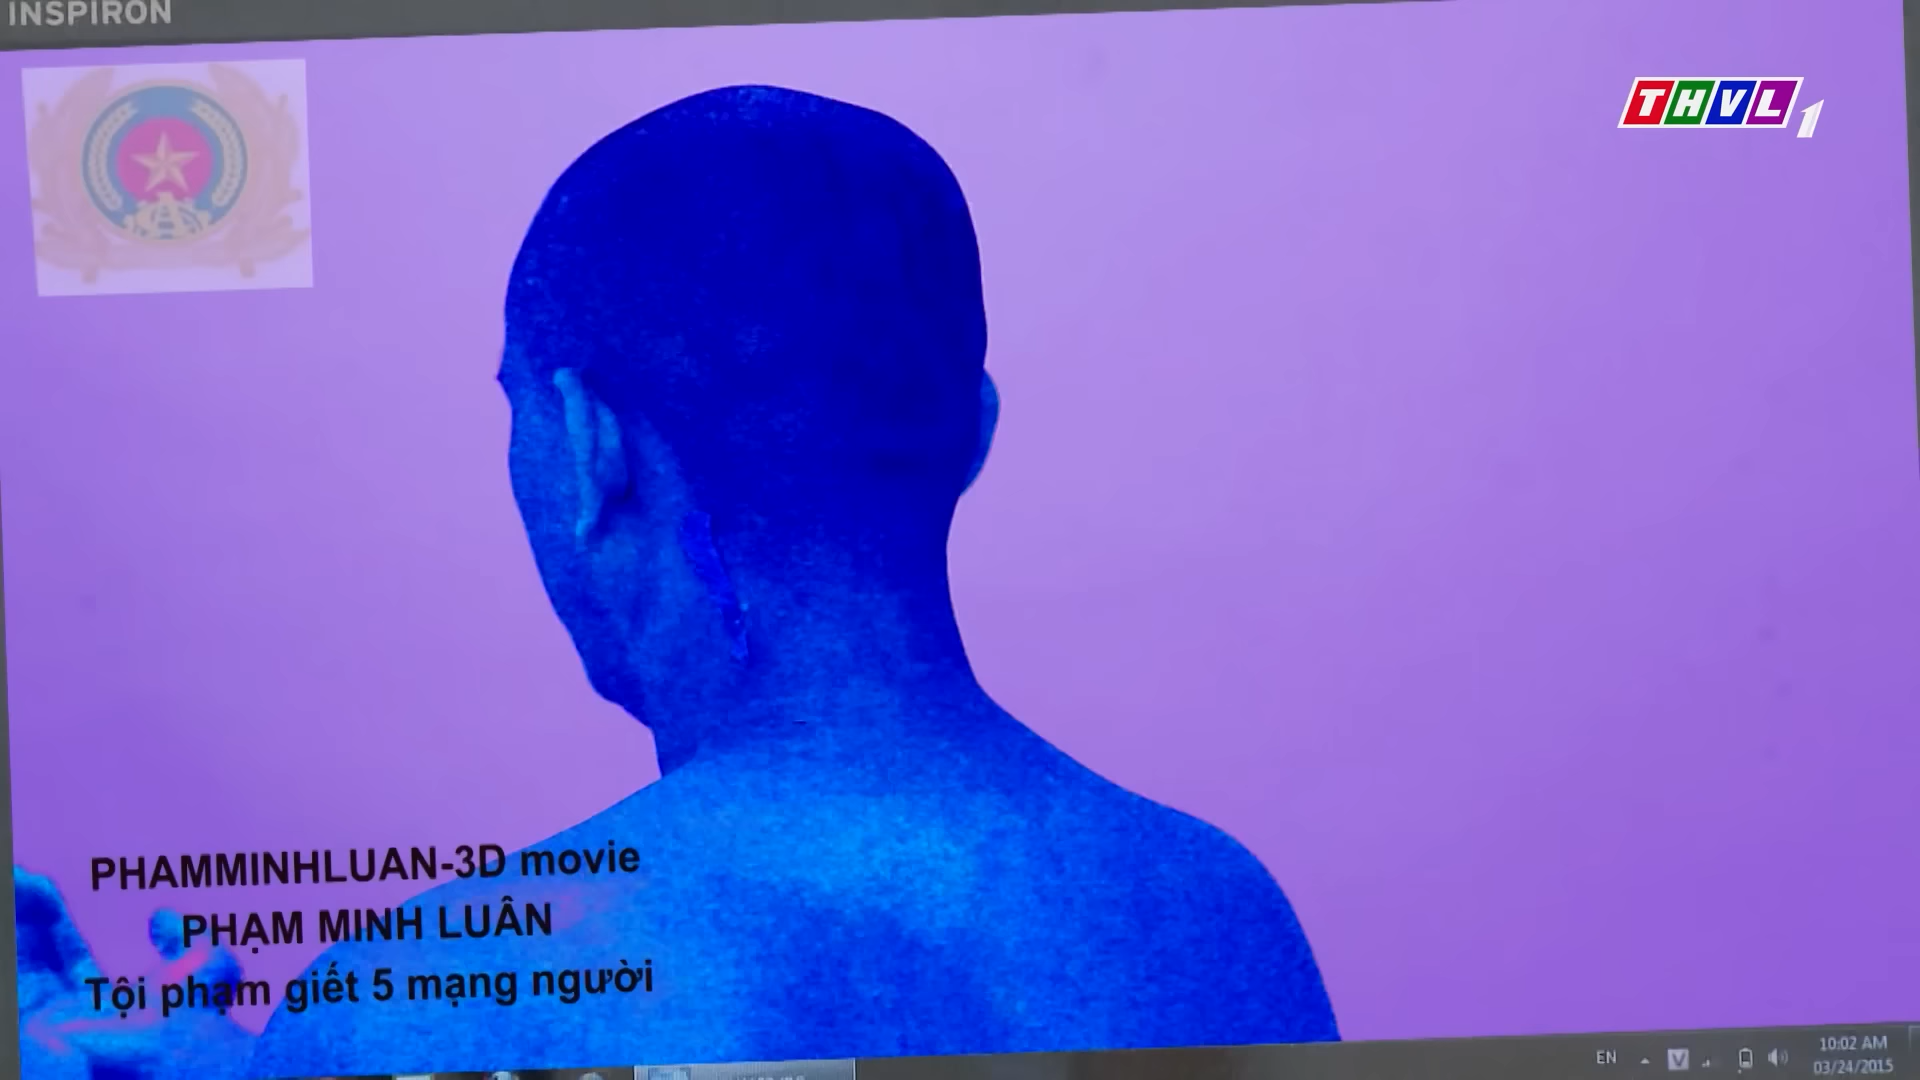 INSPIRON
THVL1
PHAMMINHLUAN-3D movie
PHẠM MINH LUÂN
Tội phạm giết 5 mạng người
EN
V
10:02 AM
03/24/2015